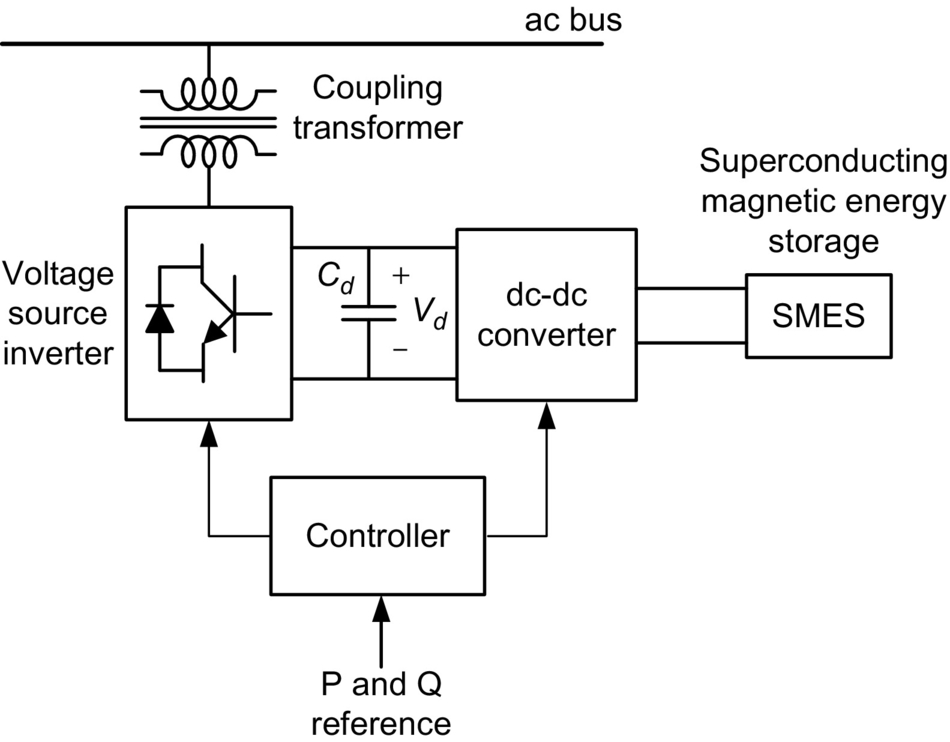 ac bus
Coupling
transformer
Superconducting
magnetic energy
storage
Voltage
source
inverter
C_d
+
V_d
−
dc-dc
converter
SMES
Controller
P and Q
reference